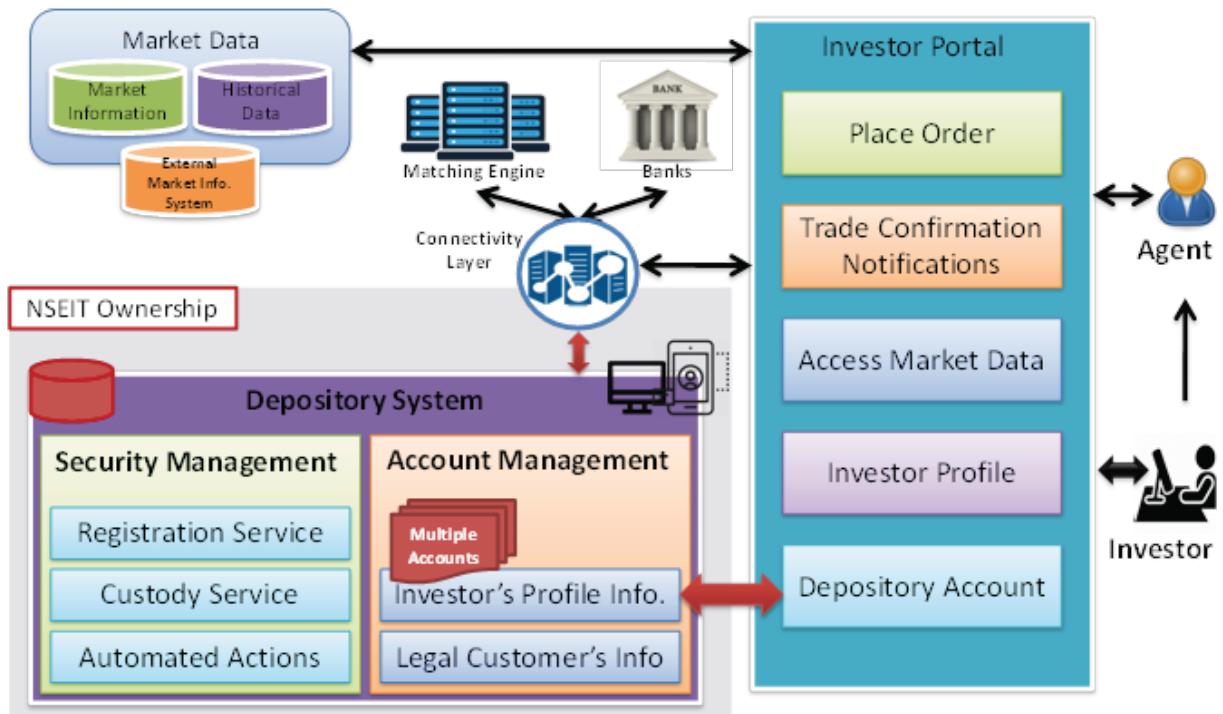 Market Data
Market
Information
Historical
Data
External
Market Info.
System
Matching Engine
BANK
Banks
Connectivity
Layer
Investor Portal
Place Order
Trade Confirmation
Notifications
Access Market Data
Investor Profile
Depository Account
Agent
Investor
NSEIT Ownership
Depository System
Security Management
Registration Service
Custody Service
Automated Actions
Account Management
Multiple
Accounts
Investor’s Profile Info.
Legal Customer’s Info